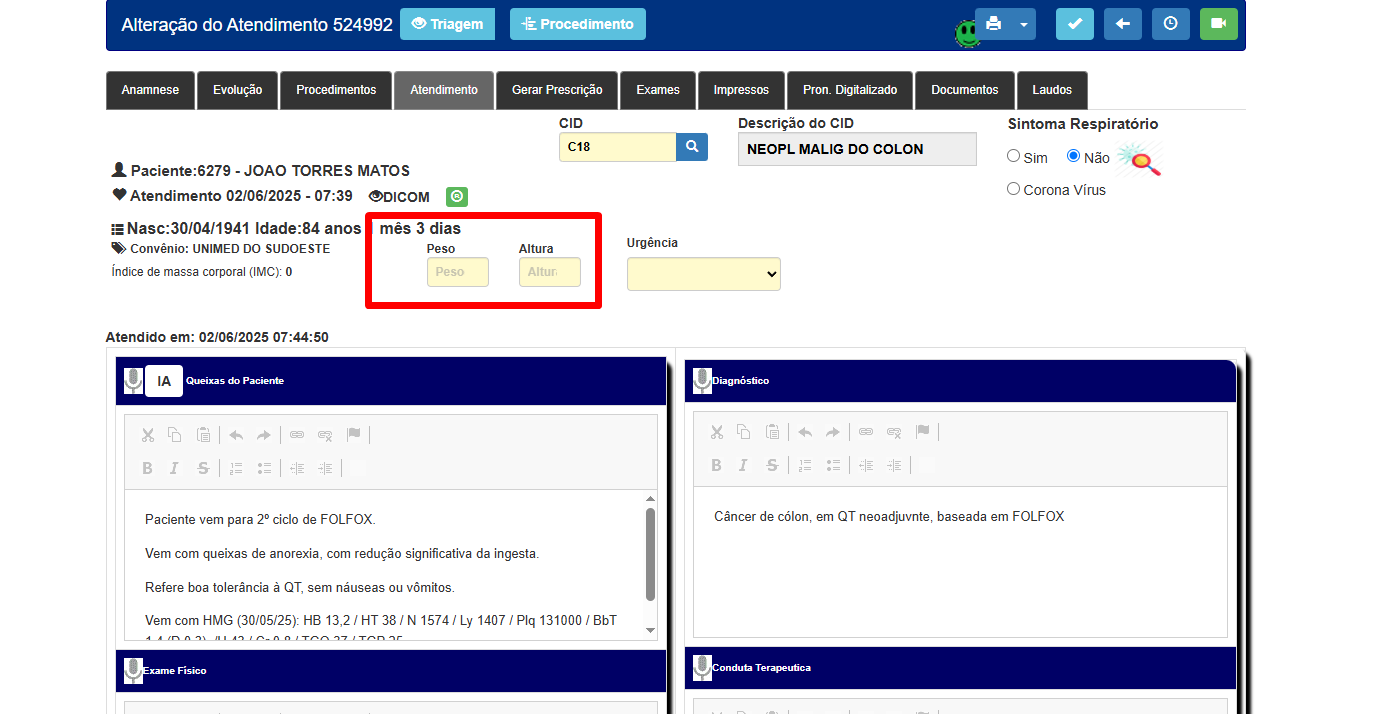 Alteração do Atendimento 524992 Triagem Procedimento
Anamnese Evolução Procedimentos Atendimento Gerar Prescrição Exames Impressos Pron. Digitalizado Documentos Laudos
CID
C18
Descrição do CID
NEOPL MALIG DO COLON
Sintoma Respiratório
Sim Não
Corona Vírus
Paciente:6279 - JOAO TORRES MATOS
Atendimento 02/06/2025 - 07:39 DICOM ®
Nasc:30/04/1941 Idade:84 anos 1 mês 3 dias
Convênio: UNIMED DO SUDOESTE
Índice de massa corporal (IMC): 0
Peso
Peso
Altura
Altur
Urgência
Atendido em: 02/06/2025 07:44:50
IA Queixas do Paciente
B I S
Paciente vem para 2º ciclo de FOLFOX.
Vem com queixas de anorexia, com redução significativa da ingesta.
Refere boa tolerância à QT, sem náuseas ou vômitos.
Vem com HMG (30/05/25): HB 13,2 / HT 38 / N 1574 / Ly 1407 / Plq 131000 / BbT
Exame Físico
Diagnóstico
B I S
Câncer de cólon, em QT neoadjuvnte, baseada em FOLFOX
Conduta Terapeutica